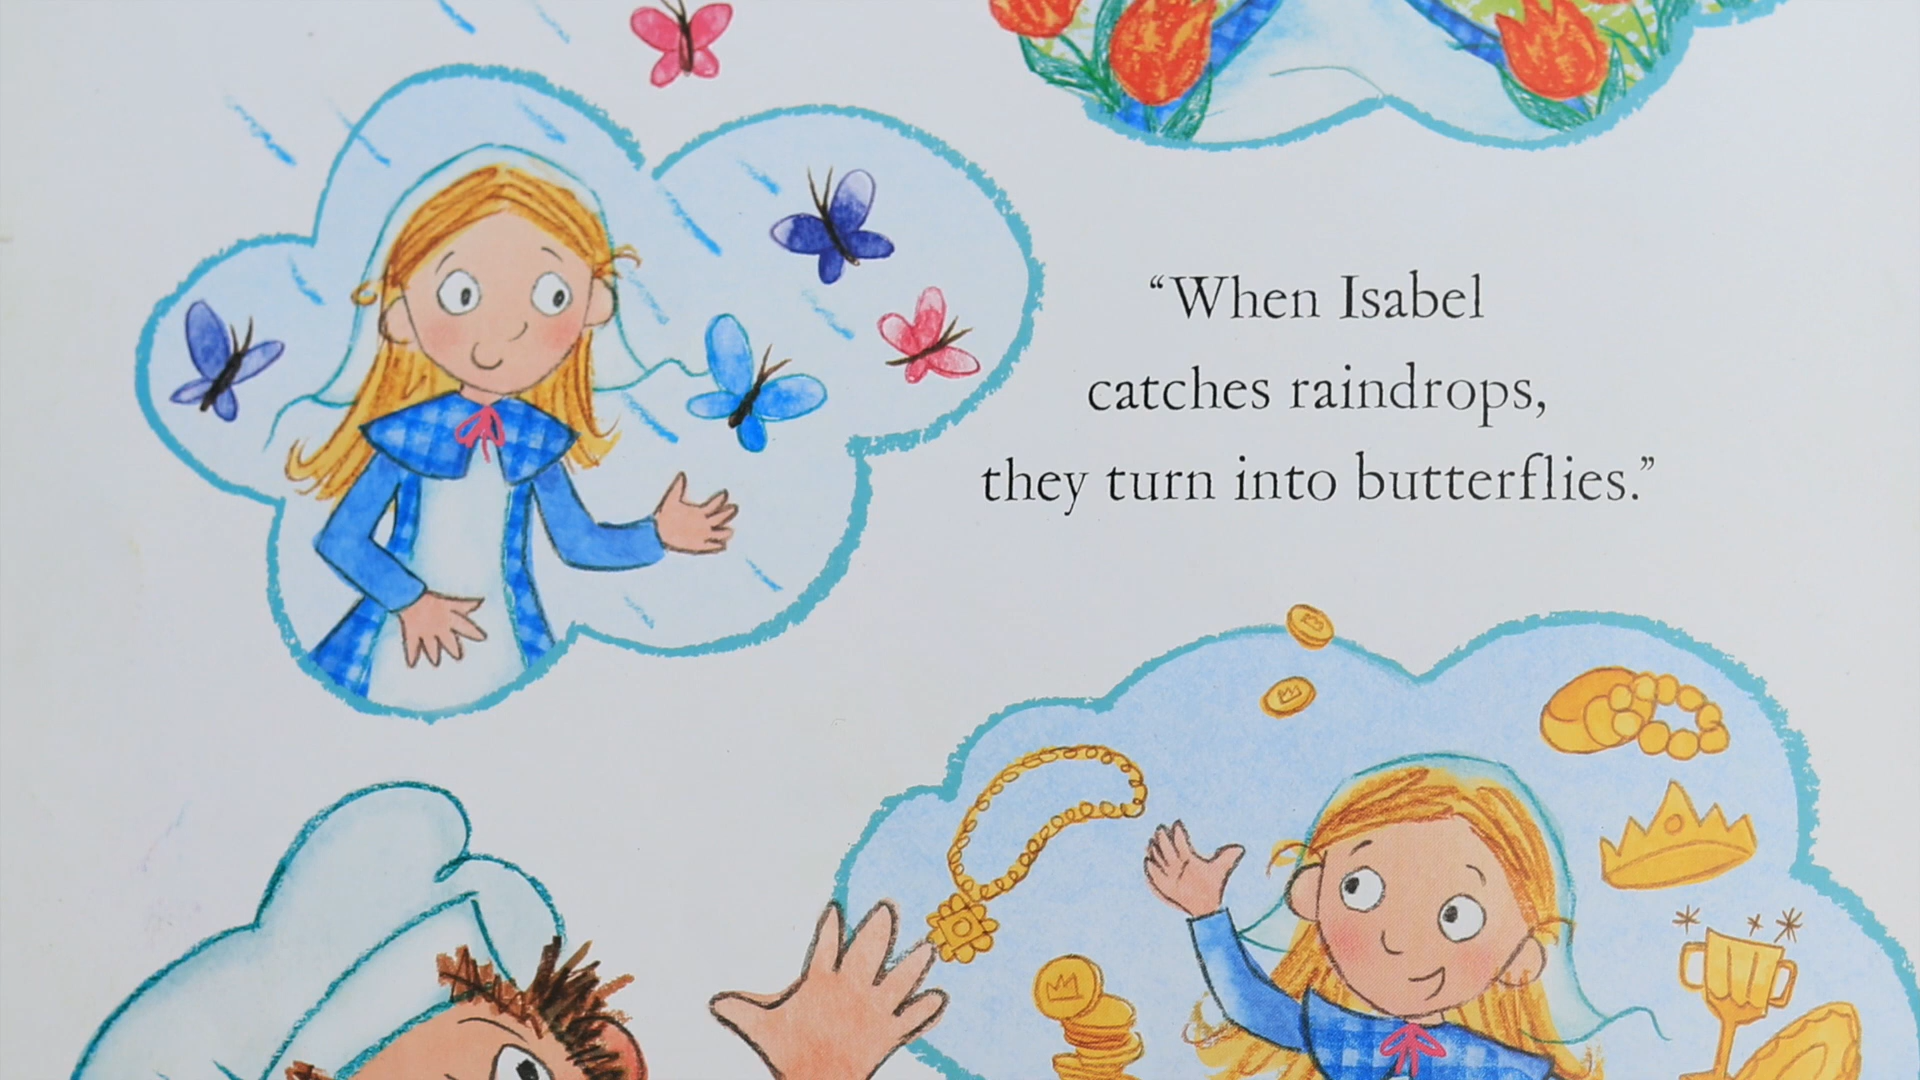 “When Isabel
catches raindrops,
they turn into butterflies.”